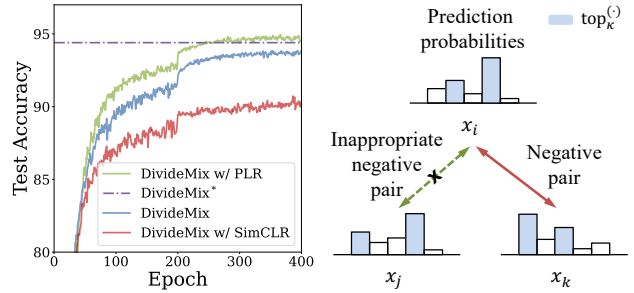 Test Accuracy
95
90
85
80
0
100
200
300
400
Epoch
DivideMix w/ PLR
DivideMix*
DivideMix
DivideMix w/ SimCLR
Prediction
probabilities
top_κ^(·)
x_i
Inappropriate
negative
pair
Negative
pair
x_j
x_k